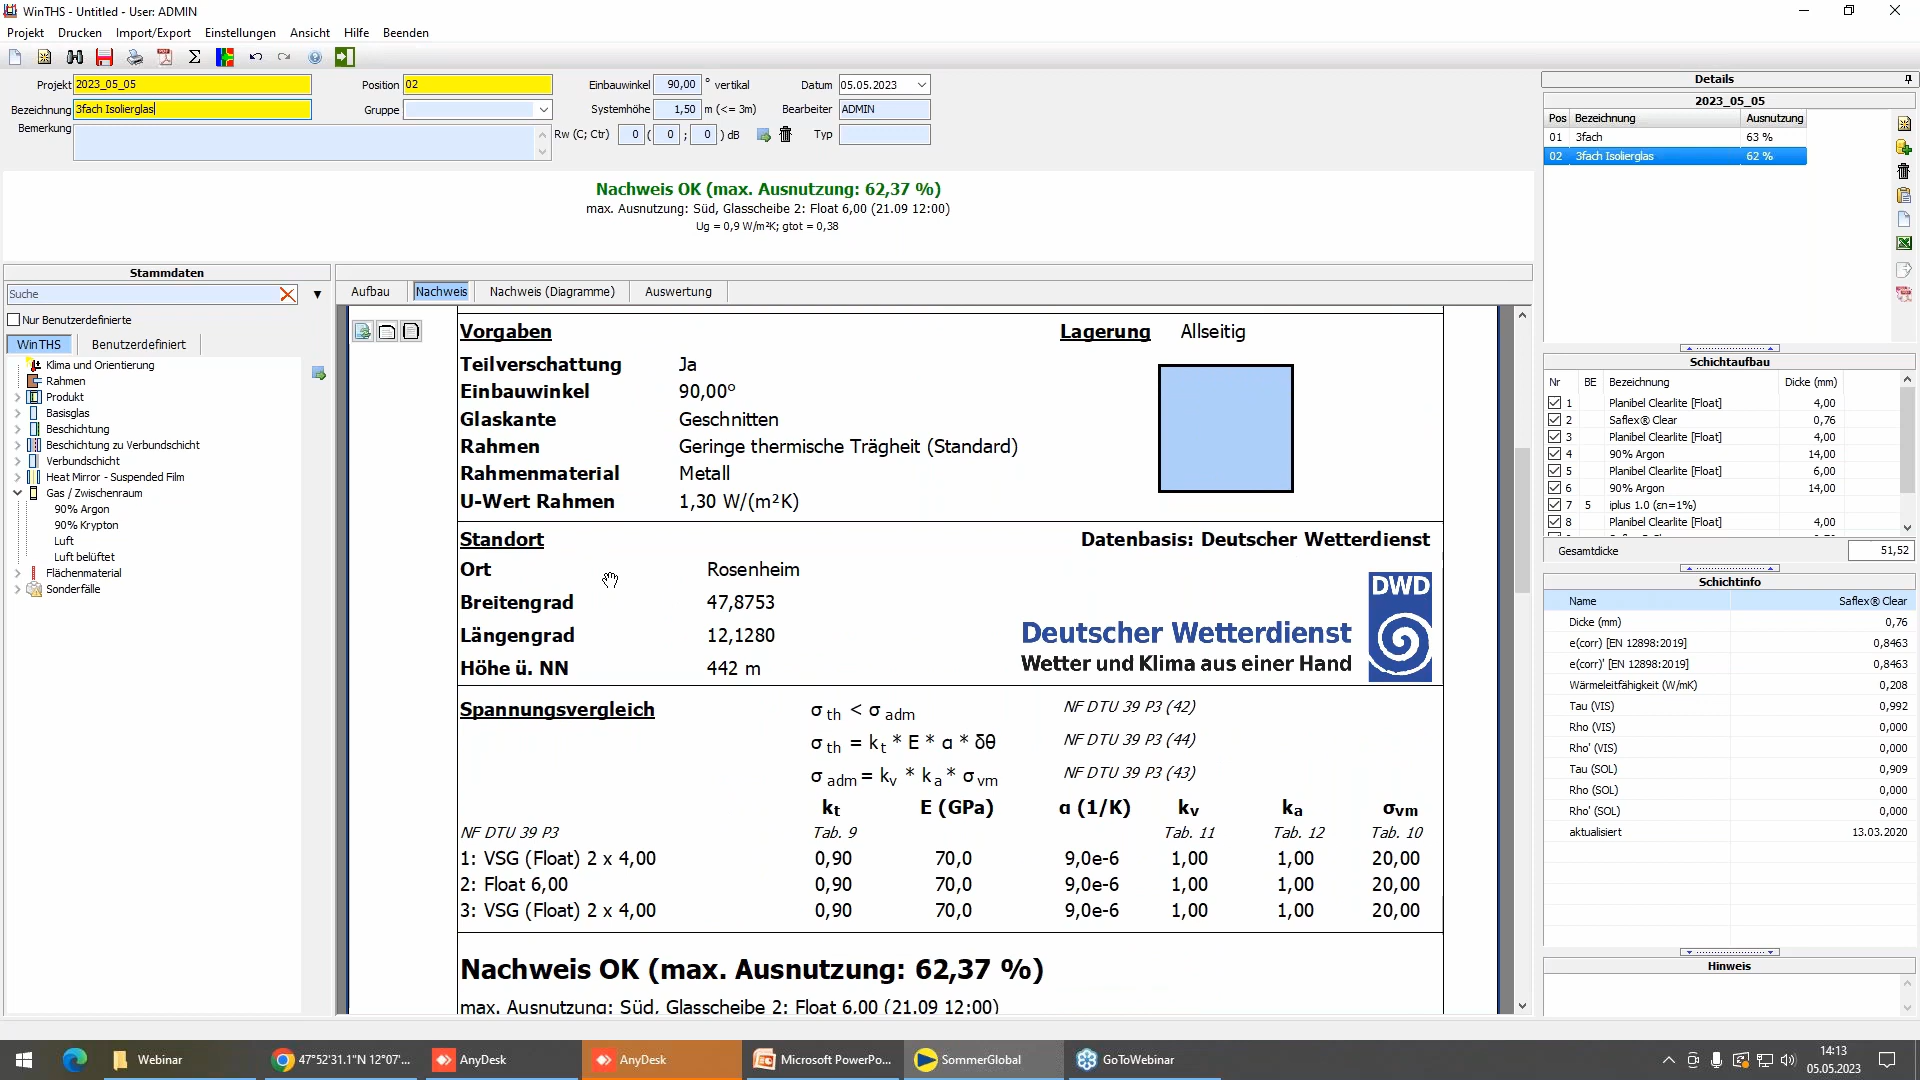 WinTHS - Untitled - User: ADMIN
Projekt Drucken Import/Export Einstellungen Ansicht Hilfe Beenden
Projekt 2023_05_05 Position 02 Einbauwinkel 90,00 ° vertikal Datum 05.05.2023
Bezeichnung 3fach Isolierglas Gruppe Systemhöhe 1,50 m (<= 3m) Bearbeiter ADMIN
Bemerkung Rw (C; Ctr) 0 ( 0 ; 0 ) dB Typ
Nachweis OK (max. Ausnutzung: 62,37 %)
max. Ausnutzung: Süd, Glasscheibe 2: Float 6,00 (21.09 12:00)
Ug = 0,9 W/m²K; gtot = 0,38
Stammdaten
Suche
Nur Benutzerdefinierte
WinTHS Benutzerdefiniert
Klima und Orientierung
Rahmen
Produkt
Basisglas
Beschichtung
Beschichtung zu Verbundschicht
Verbundschicht
Heat Mirror - Suspended Film
Gas / Zwischenraum
90% Argon
90% Krypton
Luft
Luft belüftet
Flächenmaterial
Sonderfälle
Aufbau Nachweis Nachweis (Diagramme) Auswertung
Vorgaben Lagerung Allseitig
Teilverschattung Ja
Einbauwinkel 90,00º
Glaskante Geschnitten
Rahmen Geringe thermische Trägheit (Standard)
Rahmenmaterial Metall
U-Wert Rahmen 1,30 W/(m²K)
Standort Datenbasis: Deutscher Wetterdienst
Ort Rosenheim
Breitengrad 47,8753
Längengrad 12,1280
Höhe ü. NN 442 m
DWD
Deutscher Wetterdienst
Wetter und Klima aus einer Hand
Spannungsvergleich σ th < σ adm NF DTU 39 P3 (42)
σ th = kt * E * α * δθ NF DTU 39 P3 (44)
σ adm = kv * ka * σ vm NF DTU 39 P3 (43)
kt E (GPa) α (1/K) kv ka σvm
NF DTU 39 P3 Tab. 9 Tab. 11 Tab. 12 Tab. 10
1: VSG (Float) 2 x 4,00 0,90 70,0 9,0e-6 1,00 1,00 20,00
2: Float 6,00 0,90 70,0 9,0e-6 1,00 1,00 20,00
3: VSG (Float) 2 x 4,00 0,90 70,0 9,0e-6 1,00 1,00 20,00
Nachweis OK (max. Ausnutzung: 62,37 %)
max. Ausnutzung: Süd, Glasscheibe 2: Float 6,00 (21.09 12:00)
Details
2023_05_05
Pos Bezeichnung Ausnutzung
01 3fach 63 %
02 3fach Isolierglas 62 %
Schichtaufbau
Nr BE Bezeichnung Dicke (mm)
1 Planibel Clearlite [Float] 4,00
2 Saflex® Clear 0,76
3 Planibel Clearlite [Float] 4,00
4 90% Argon 14,00
5 Planibel Clearlite [Float] 6,00
6 90% Argon 14,00
7 5 iplus 1.0 (εn=1%)
8 Planibel Clearlite [Float] 4,00
Gesamtdicke 51,52
Schichtinfo
Name Saflex® Clear
Dicke (mm) 0,76
e(corr) [EN 12898:2019] 0,8463
e(corr)' [EN 12898:2019] 0,8463
Wärmeleitfähigkeit (W/mK) 0,208
Tau (VIS) 0,992
Rho (VIS) 0,000
Rho' (VIS) 0,000
Tau (SOL) 0,909
Rho (SOL) 0,000
Rho' (SOL) 0,000
aktualisiert 13.03.2020
Hinweis
Webinar 47°52'31.1"N 12°07'... AnyDesk AnyDesk Microsoft PowerPo... SommerGlobal GoToWebinar
14:13
05.05.2023